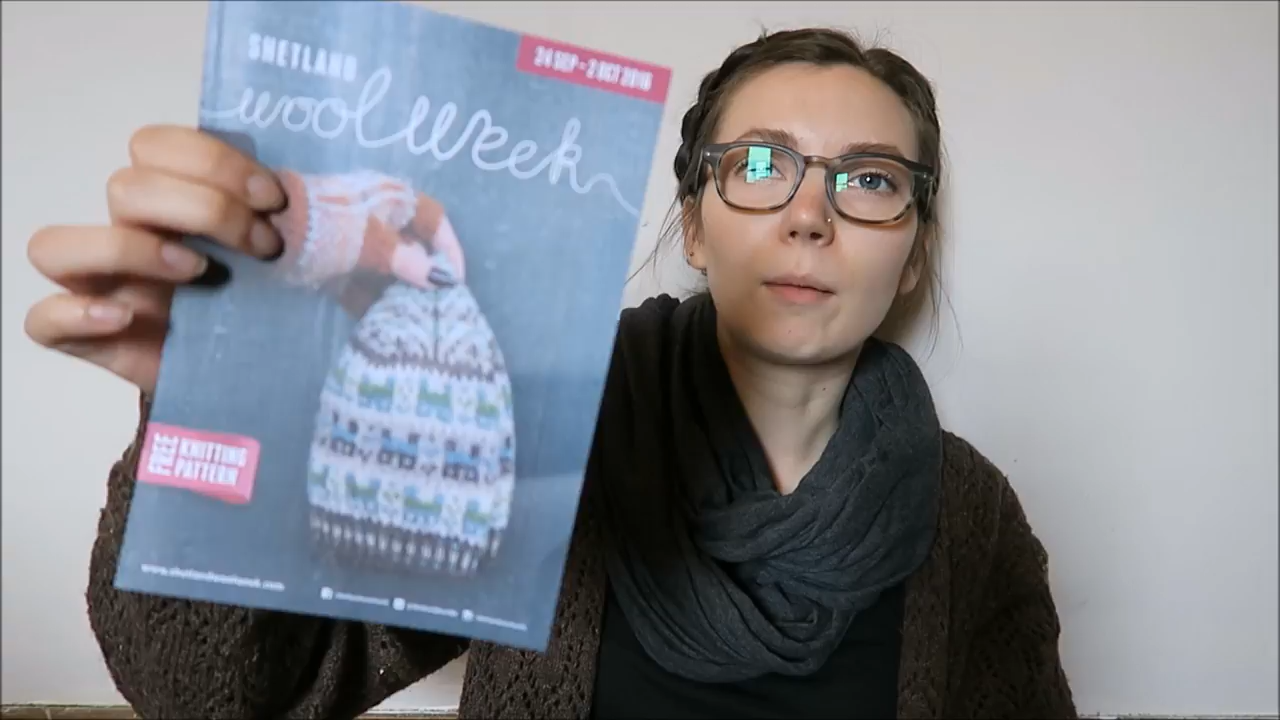 SHETLAND
24 SEP - 2 OCT 2016
wool week
FREE
KNITTING
PATTERN
www.shetlandwoolweek.com